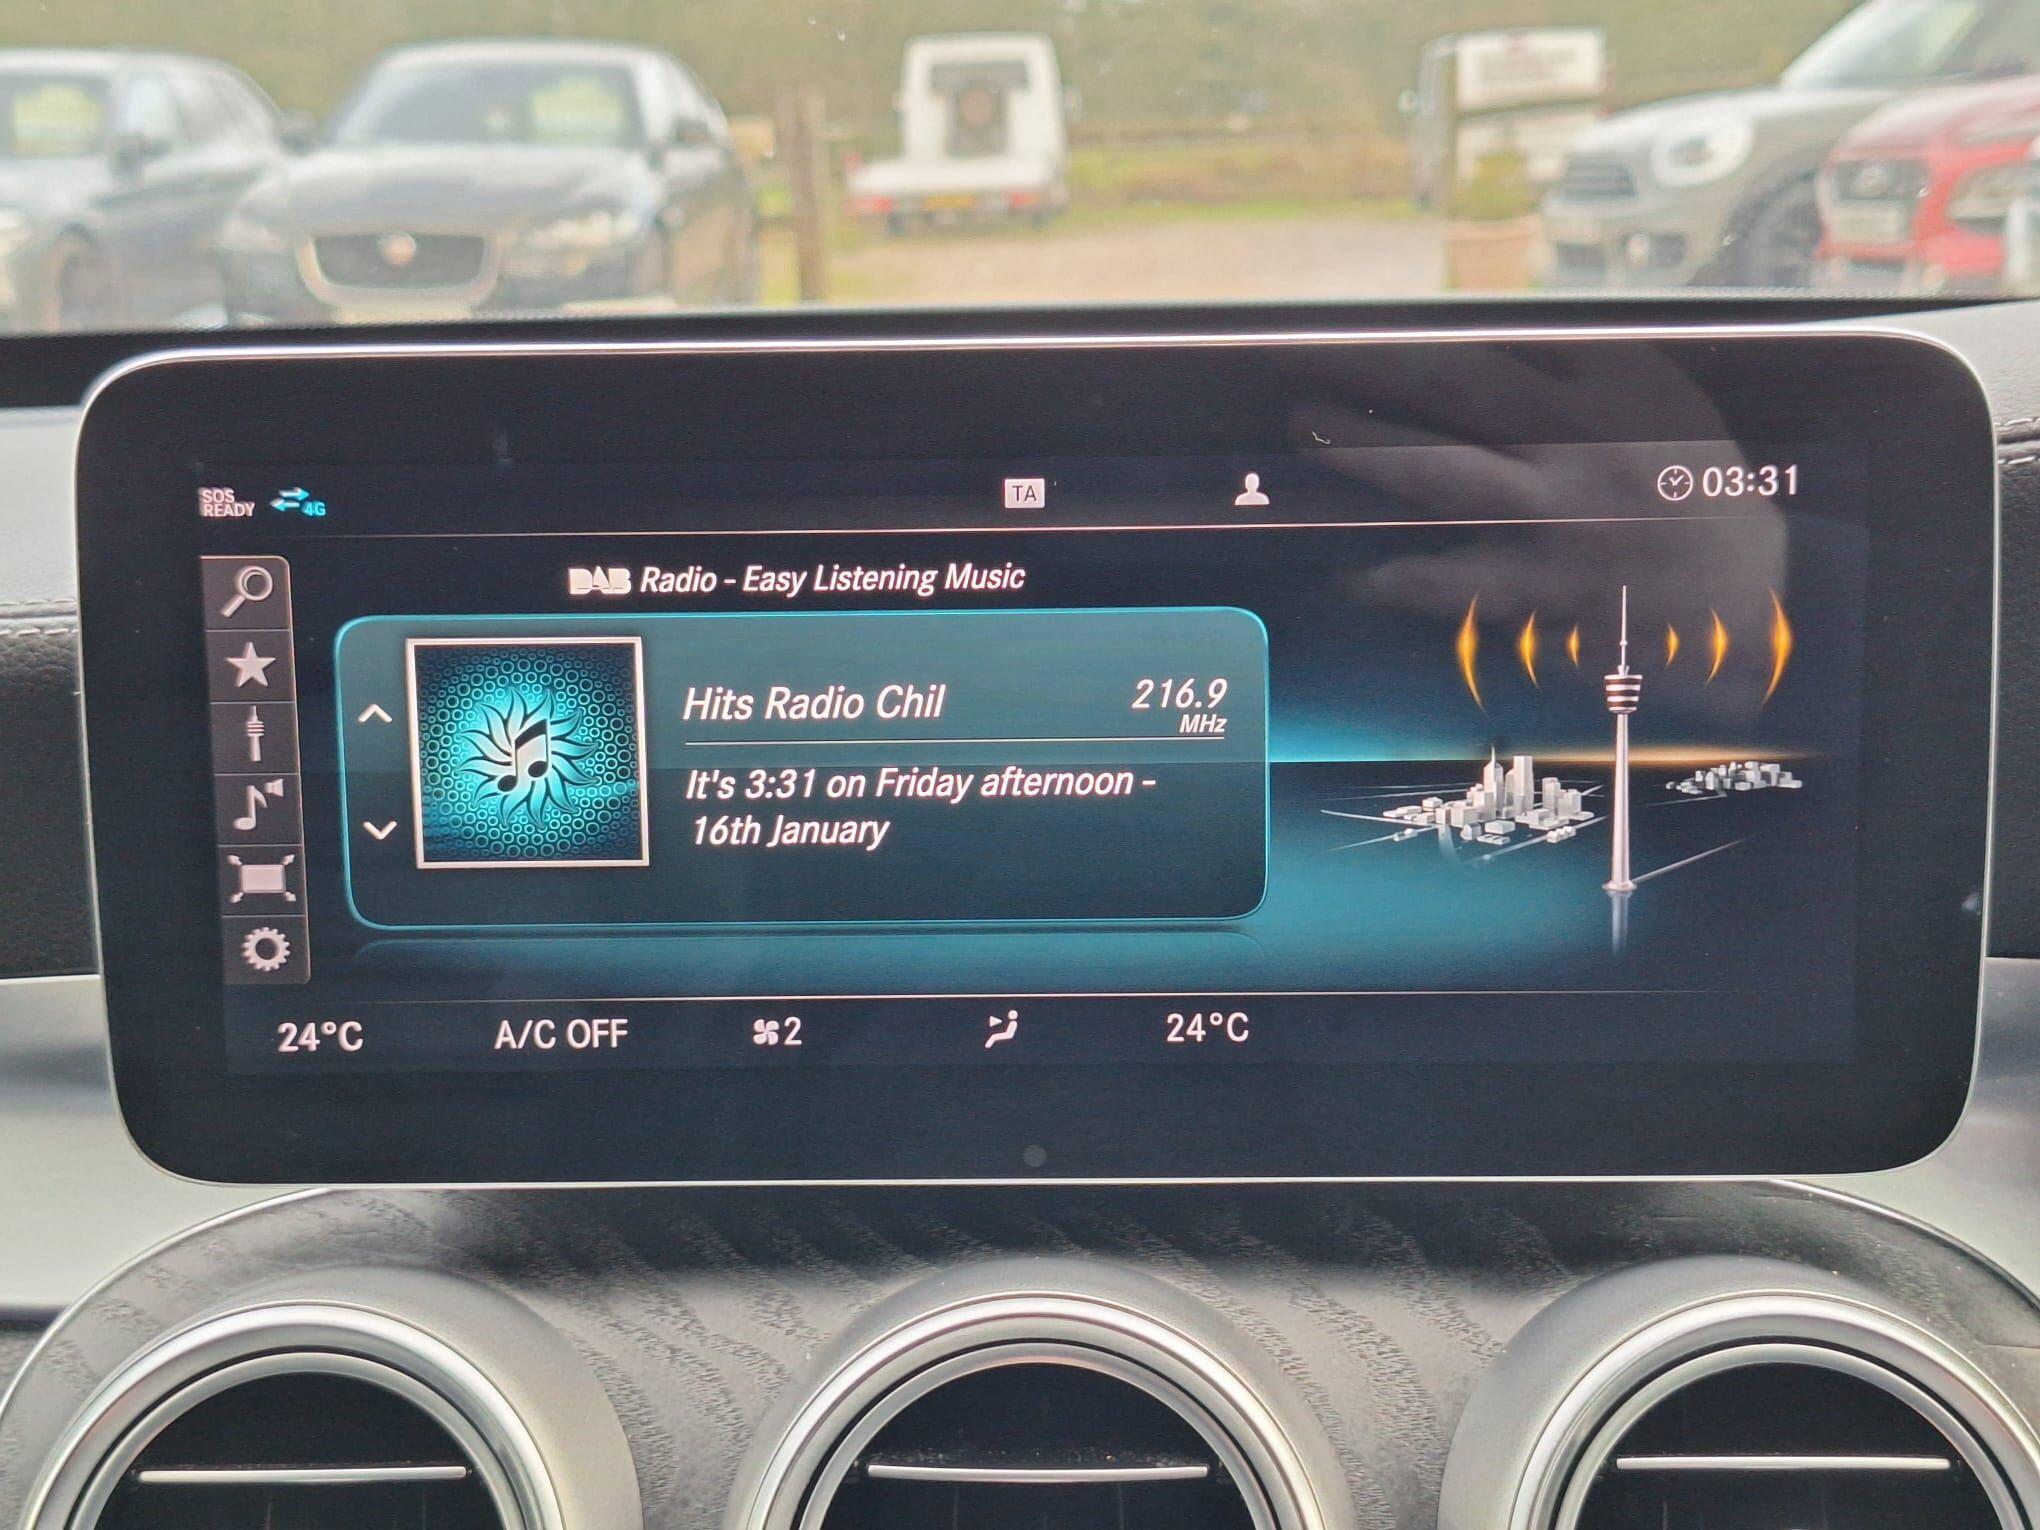 SOS
READY
4G
TA
03:31
DAB Radio - Easy Listening Music
Hits Radio Chil
216.9
MHz
It's 3:31 on Friday afternoon -
16th January
24°C
A/C OFF
2
24°C